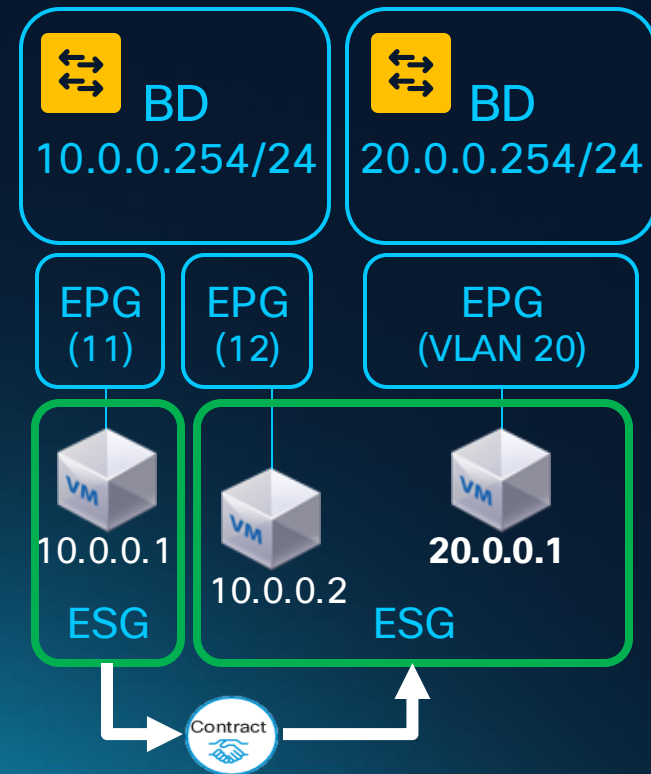 BD
10.0.0.254/24
BD
20.0.0.254/24
EPG
(11)
EPG
(12)
EPG
(VLAN 20)
VM
10.0.0.1
VM
10.0.0.2
VM
20.0.0.1
ESG
ESG
Contract